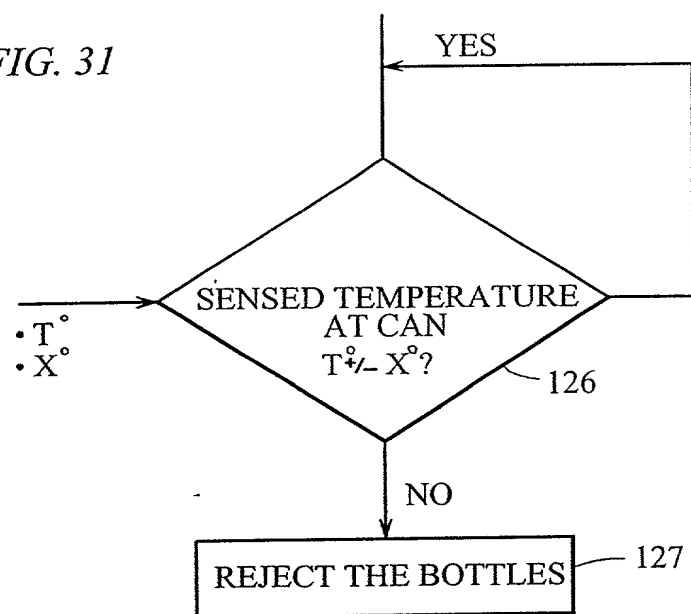 FIG. 31
YES
SENSED TEMPERATURE
AT CAN
T°+/- X°?
• T°
• X°
126
NO
REJECT THE BOTTLES
127